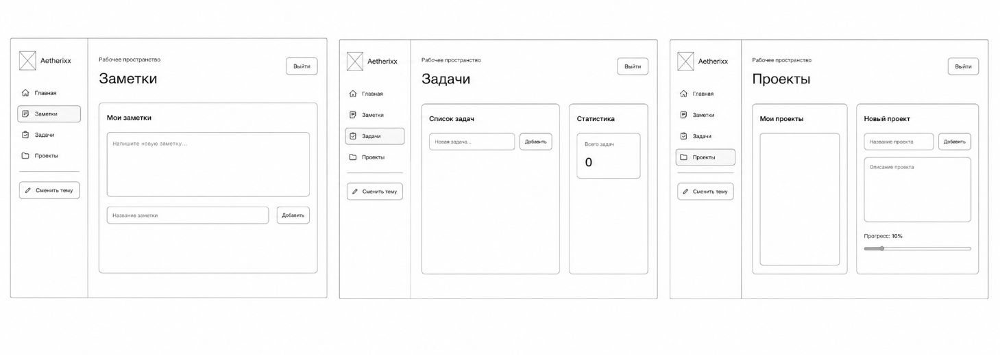 Aetherixx
Главная
Заметки
Задачи
Проекты
Сменить тему
Рабочее пространство
Заметки
Выйти
Мои заметки
Напишите новую заметку...
Название заметки
Добавить
Aetherixx
Главная
Заметки
Задачи
Проекты
Сменить тему
Рабочее пространство
Задачи
Выйти
Список задач
Новая задача...
Добавить
Статистика
Всего задач
0
Aetherixx
Главная
Заметки
Задачи
Проекты
Сменить тему
Рабочее пространство
Проекты
Выйти
Мои проекты
Новый проект
Название проекта
Добавить
Описание проекта
Прогресс: 10%